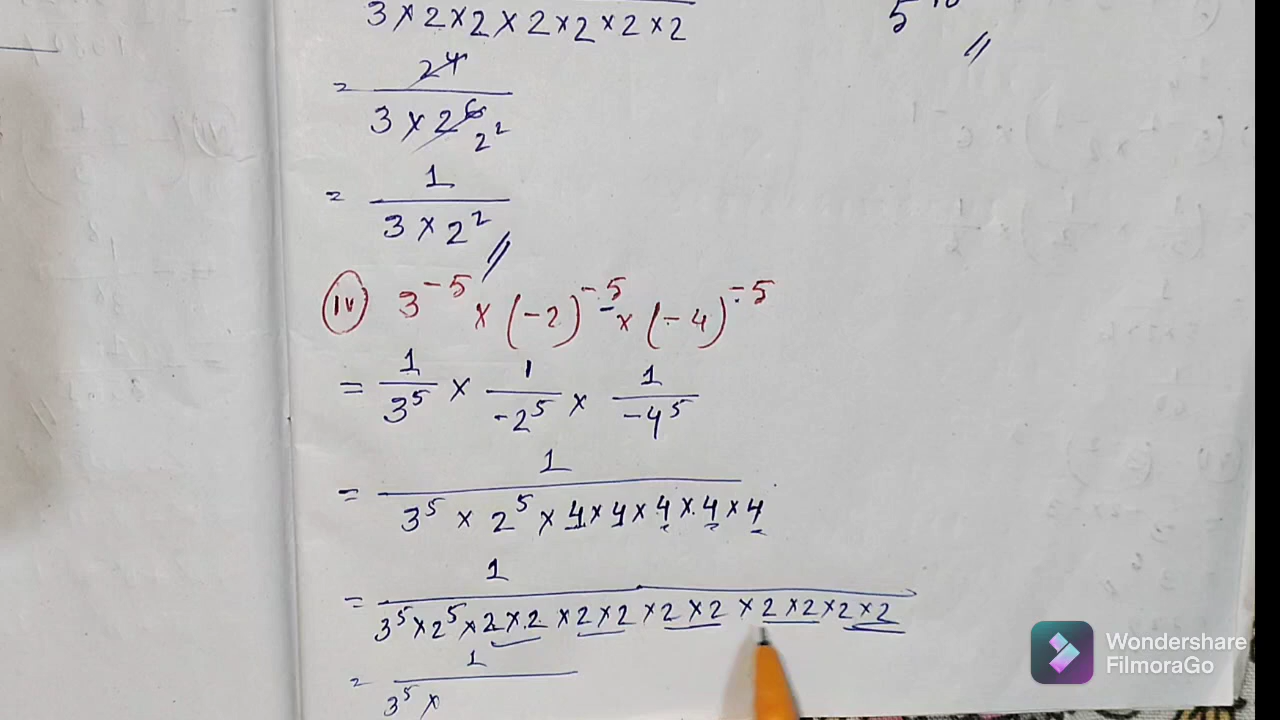 3 × 2 × 2 × 2 × 2 × 2 × 2
= 2⁴ / 3 × 2⁶ 2²
= 1 / 3 × 2² //
(iv) 3⁻⁵ × (-2)⁻⁵ × (-4)⁻⁵
= 1/3⁵ × 1/-2⁵ × 1/-4⁵
= 1 / 3⁵ × 2⁵ × 4 × 4 × 4 × 4 × 4
= 1 / 3⁵ × 2⁵ × 2 × 2 × 2 × 2 × 2 × 2 × 2 × 2 × 2 × 2
= 1 / 3⁵ ×
Wondershare
FilmoraGo